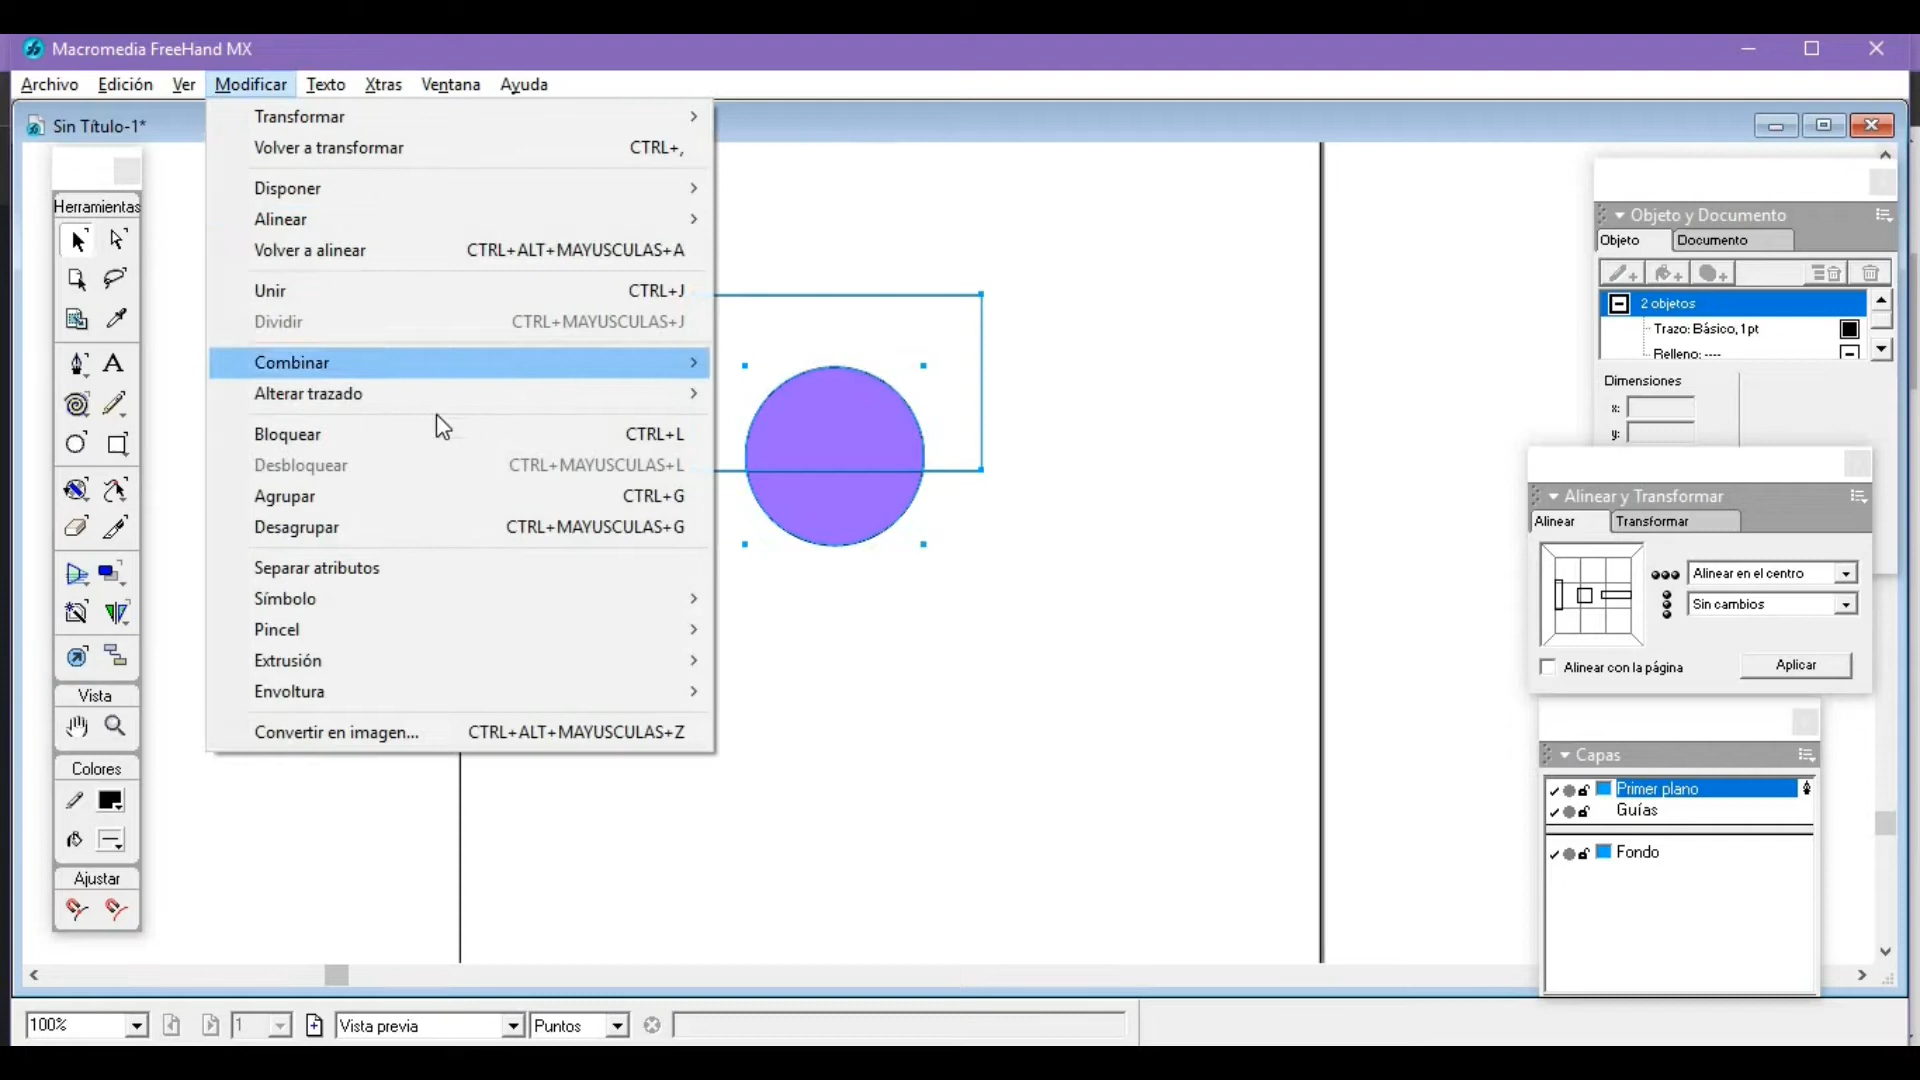 Macromedia FreeHand MX
Archivo Edición Ver Modificar Texto Xtras Ventana Ayuda
Sin Título-1*
Herramientas
Vista
Colores
Ajustar
Transformar
Volver a transformar CTRL+,
Disponer
Alinear
Volver a alinear CTRL+ALT+MAYUSCULAS+A
Unir CTRL+J
Dividir CTRL+MAYUSCULAS+J
Combinar
Alterar trazado
Bloquear CTRL+L
Desbloquear CTRL+MAYUSCULAS+L
Agrupar CTRL+G
Desagrupar CTRL+MAYUSCULAS+G
Separar atributos
Símbolo
Pincel
Extrusión
Envoltura
Convertir en imagen... CTRL+ALT+MAYUSCULAS+Z
Objeto y Documento
Objeto Documento
2 objetos
Trazo: Básico, 1pt
Relleno: ----
Dimensiones
x:
y:
Alinear y Transformar
Alinear Transformar
Alinear en el centro
Sin cambios
Alinear con la página Aplicar
Capas
Primer plano
Guías
Fondo
100% 1 Vista previa Puntos